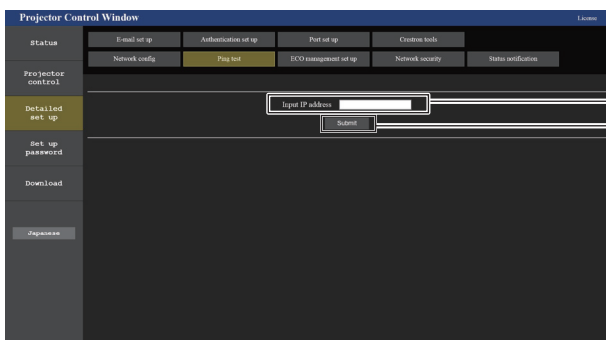 Projector Control Window
License
Status
E-mail set up
Authentication set up
Port set up
Crestron tools
Network config
Ping test
ECO management set up
Network security
Status notification
Projector
control
Detailed
set up
Set up
password
Download
Japanese
Input IP address
Submit